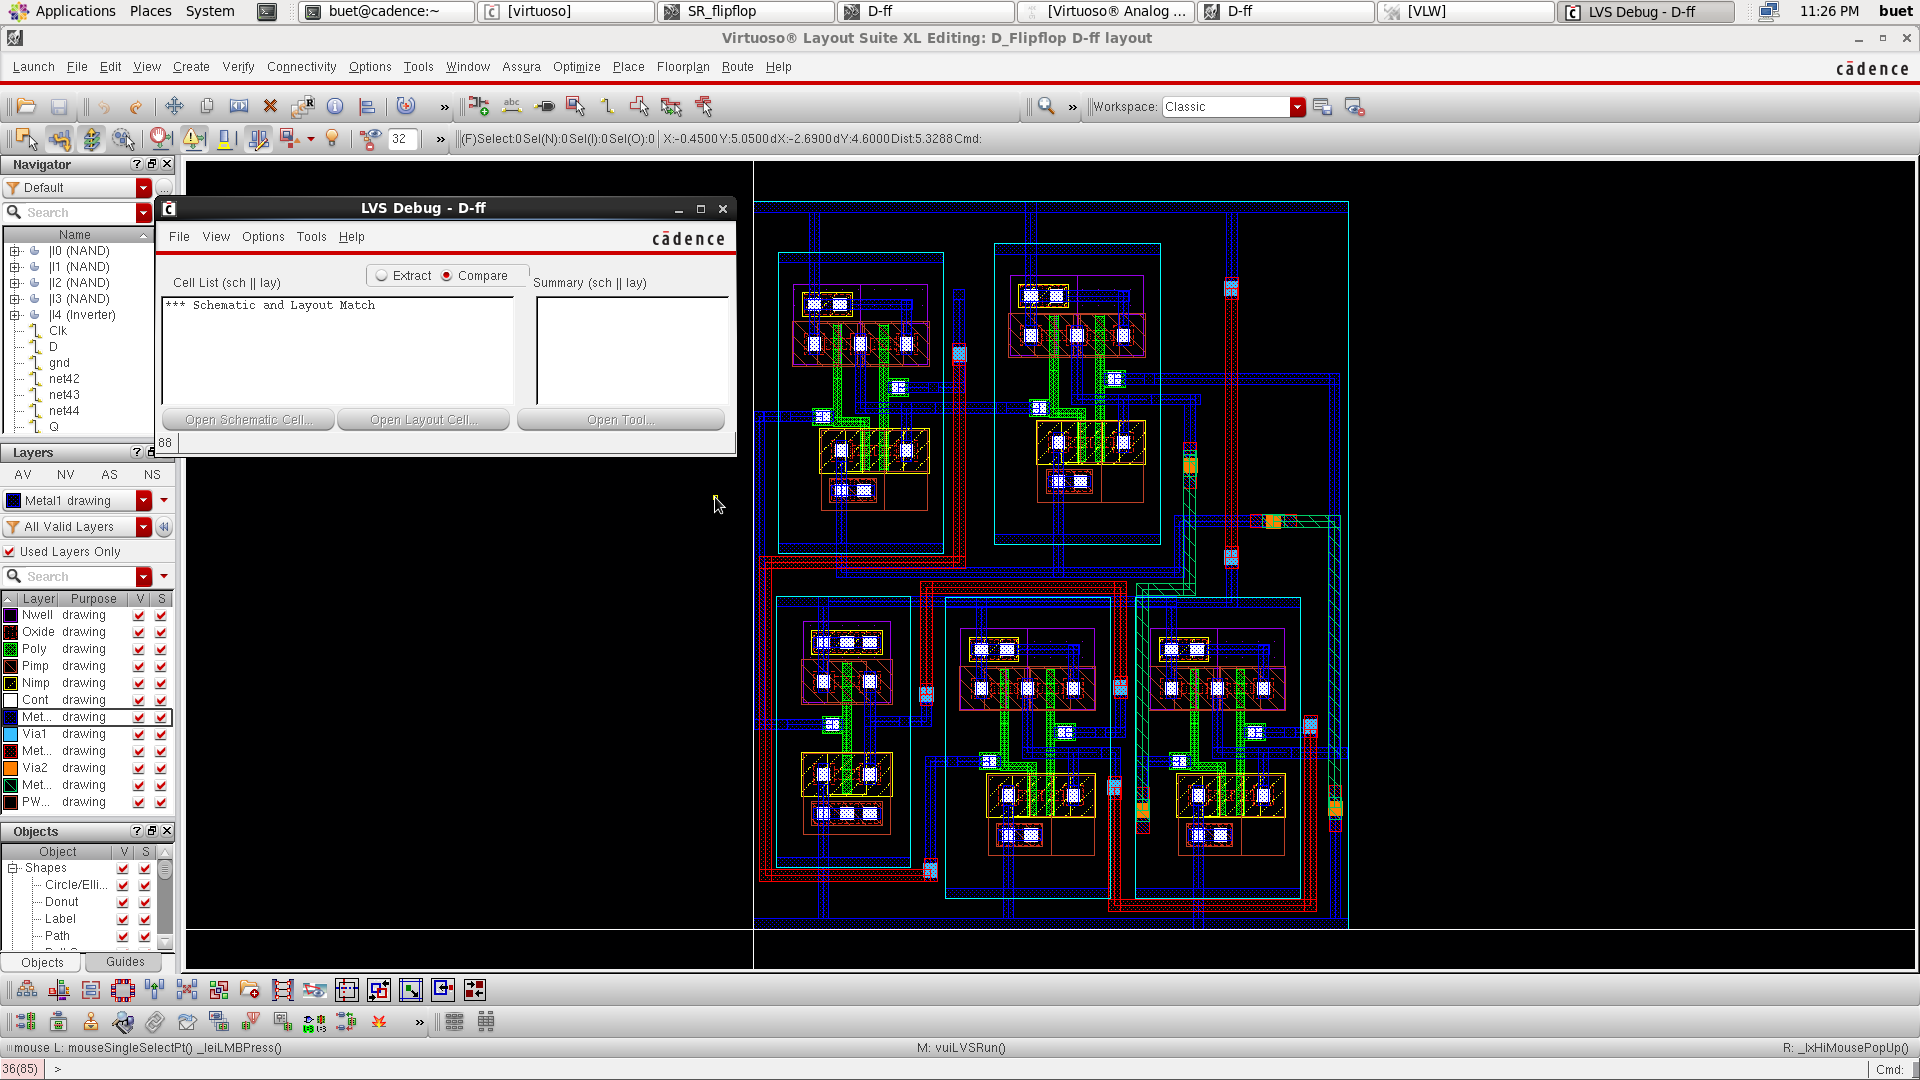 Applications Places System buet@cadence:~ [virtuoso] SR_flipflop D-ff [Virtuoso® Analog ... D-ff [VLW] LVS Debug - D-ff 11:26 PM buet
Virtuoso® Layout Suite XL Editing: D_Flipflop D-ff layout
Launch File Edit View Create Verify Connectivity Options Tools Window Assura Optimize Place Floorplan Route Help cādence
» » Workspace: Classic
32 » (F)Select:0 Sel(N):0 Sel(I):0 Sel(O):0 X:-0.4500 Y:5.0500 dX:-2.6900 dY:4.6000 Dist:5.3288 Cmd:
Navigator
Default
Search
Name
|I0 (NAND)
|I1 (NAND)
|I2 (NAND)
|I3 (NAND)
|I4 (Inverter)
Clk
D
gnd
net42
net43
net44
Q
LVS Debug - D-ff
File View Options Tools Help cādence
Extract Compare
Cell List (sch || lay) Summary (sch || lay)
*** Schematic and Layout Match
Open Schematic Cell... Open Layout Cell... Open Tool...
88
Layers
AV NV AS NS
Metal1 drawing
All Valid Layers
Used Layers Only
Search
Layer Purpose V S
Nwell drawing
Oxide drawing
Poly drawing
Pimp drawing
Nimp drawing
Cont drawing
Met... drawing
Via1 drawing
Met... drawing
Via2 drawing
Met... drawing
PW... drawing
Objects
Object V S
Shapes
Circle/Elli...
Donut
Label
Path
Objects Guides
»
mouse L: mouseSingleSelectPt() _leiLMBPress() M: vuiLVSRun() R: _lxHiMousePopUp()
36(85) > Cmd: